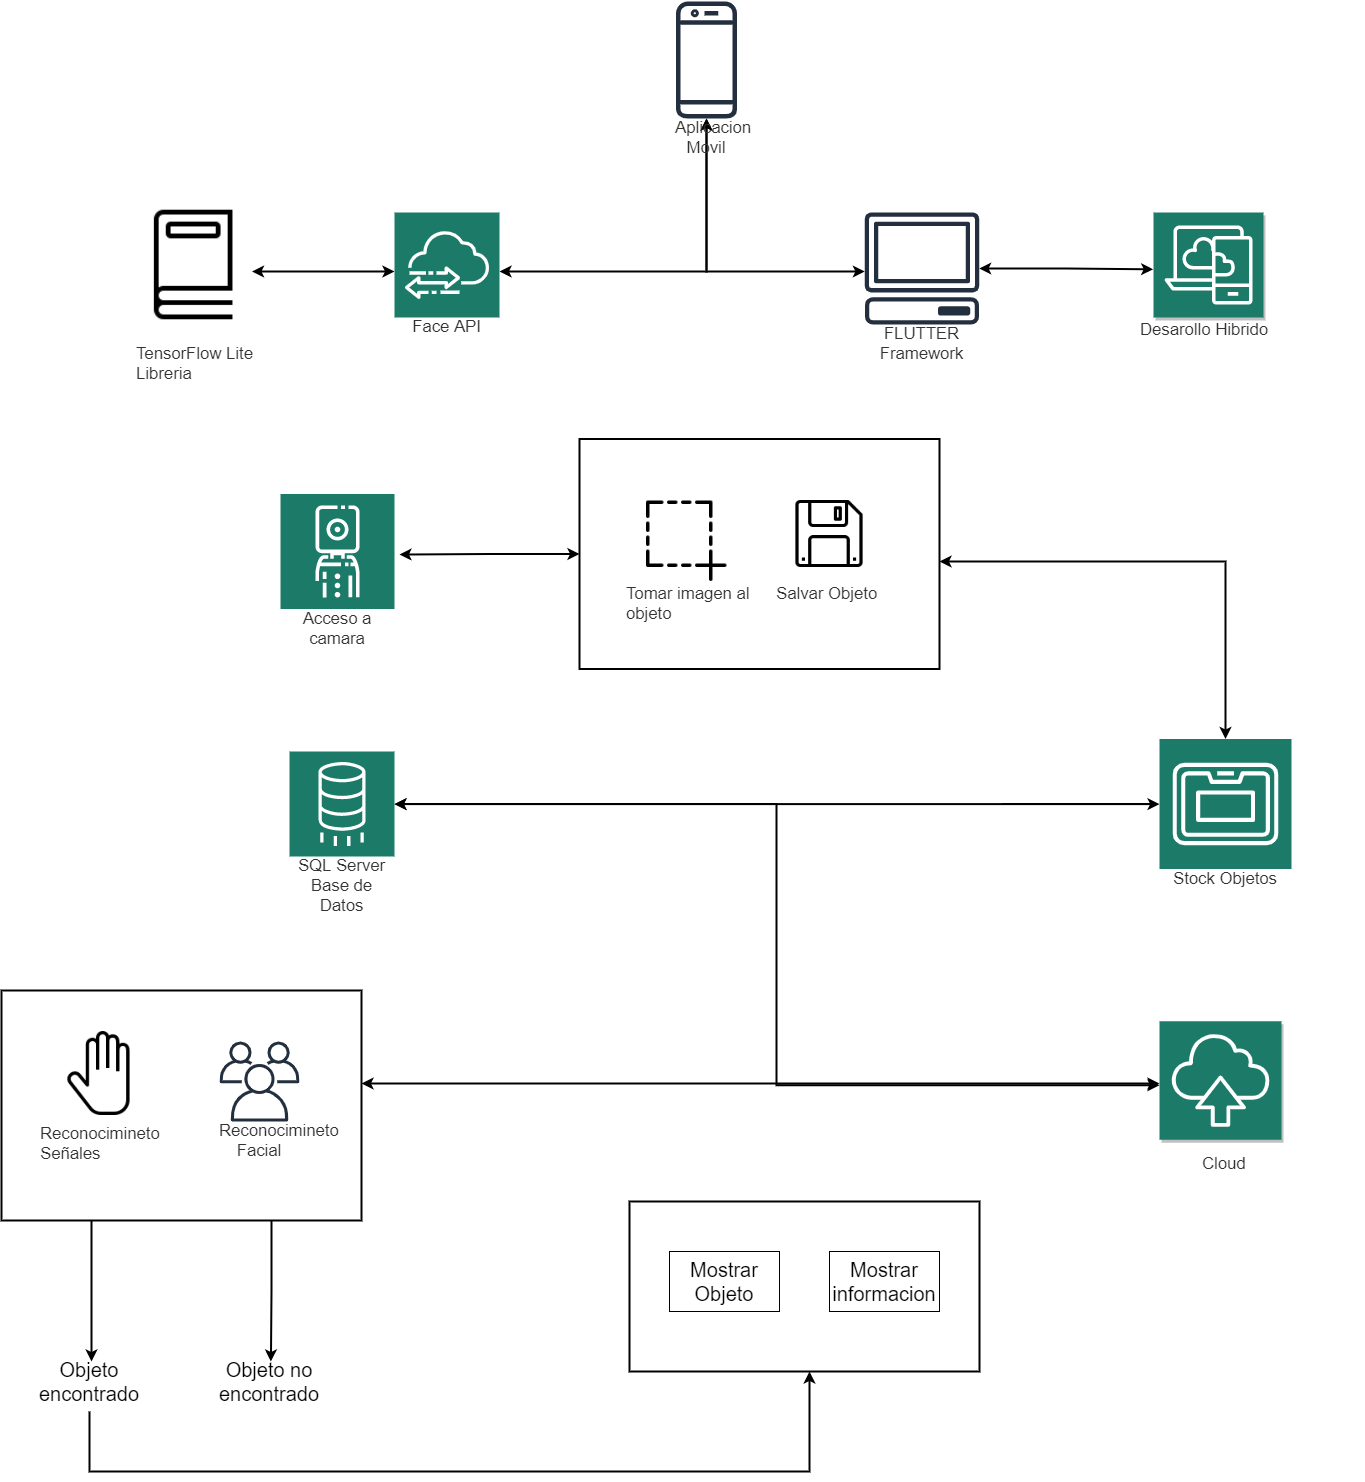 Aplicacion
Movil
Face API
TensorFlow Lite
Libreria
FLUTTER
Framework
Desarollo Hibrido
Tomar imagen al
objeto
Salvar Objeto
Acceso a
camara
SQL Server
Base de
Datos
Stock Objetos
Reconocimineto
Señales
Reconocimineto
Facial
Cloud
Mostrar
Objeto
Mostrar
informacion
Objeto
encontrado
Objeto no
encontrado